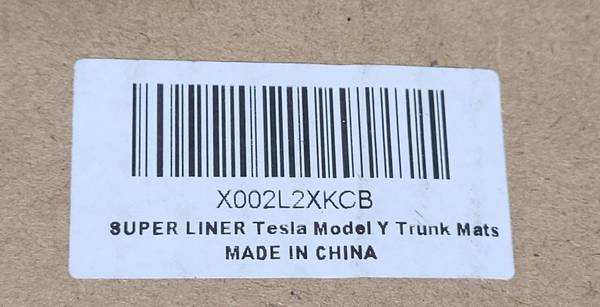 X002L2XKCB
SUPER LINER Tesla Model Y Trunk Mats
MADE IN CHINA